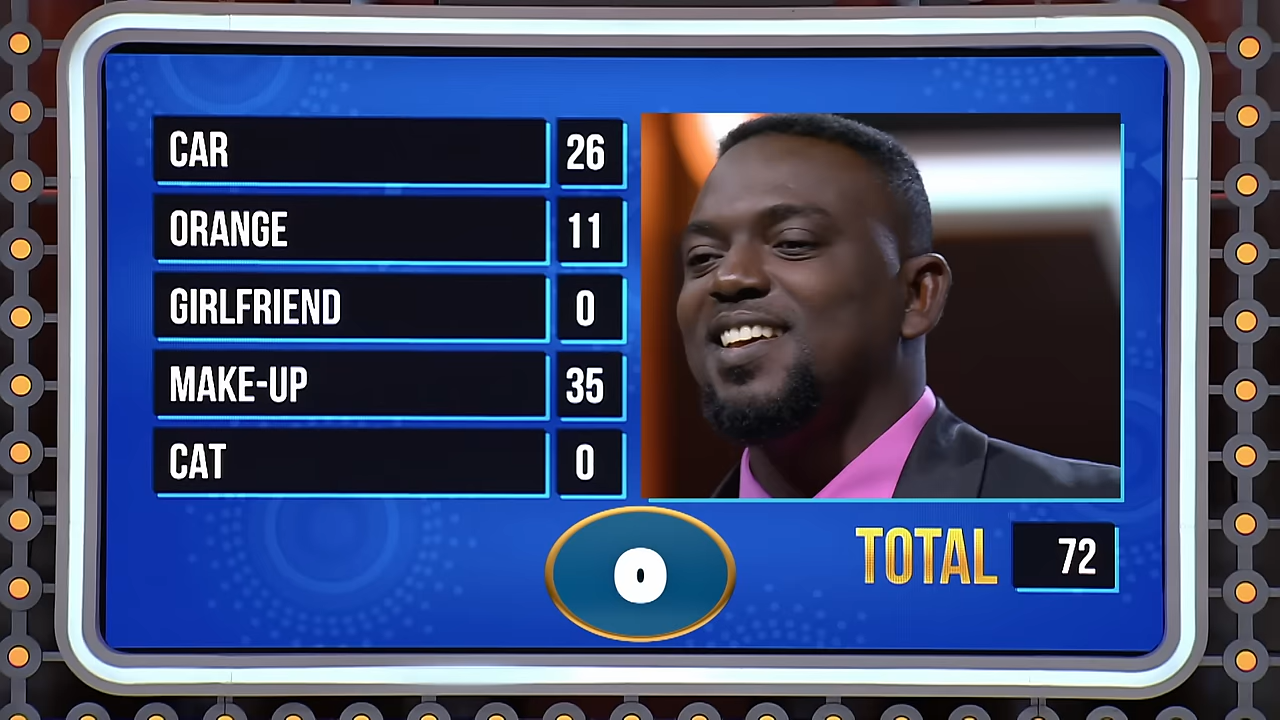 CAR 26
ORANGE 11
GIRLFRIEND 0
MAKE-UP 35
CAT 0
0
TOTAL 72